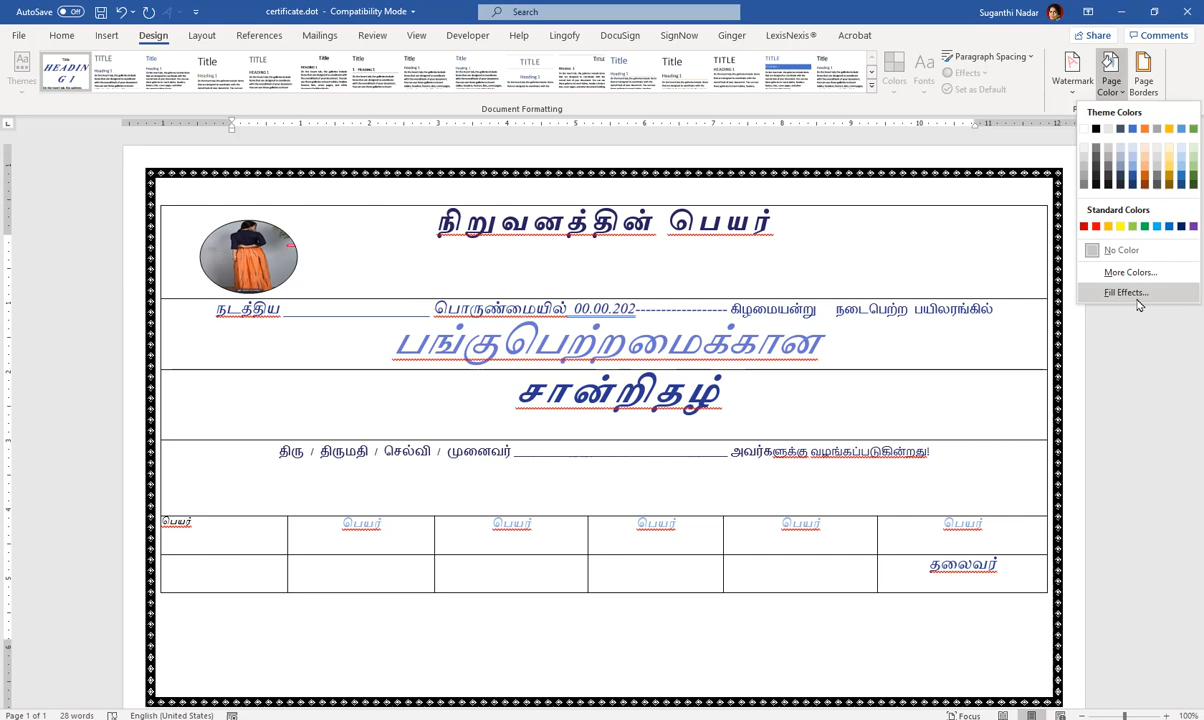 AutoSave Off certificate.dot - Compatibility Mode Search Suganthi Nadar
File Home Insert Design Layout References Mailings Review View Developer Help Lingofy DocuSign SignNow Ginger LexisNexis® Acrobat Share Comments
Themes Colors Fonts Paragraph Spacing Effects Set as Default Watermark Page Color Page Borders
Document Formatting
Theme Colors
Standard Colors
No Color
More Colors...
Fill Effects...
நிறுவனத்தின் பெயர்
நடத்திய ____________________ பொருண்மையில் 00.00.202------------------ கிழமையன்று நடைபெற்ற பயிலரங்கில்
பங்குபெற்றமைக்கான
சான்றிதழ்
திரு / திருமதி / செல்வி / முனைவர் ______________________________ அவர்களுக்கு வழங்கப்படுகின்றது!
பெயர் பெயர் பெயர் பெயர் பெயர் பெயர்
தலைவர்
Page 1 of 1 28 words English (United States) Focus 100%